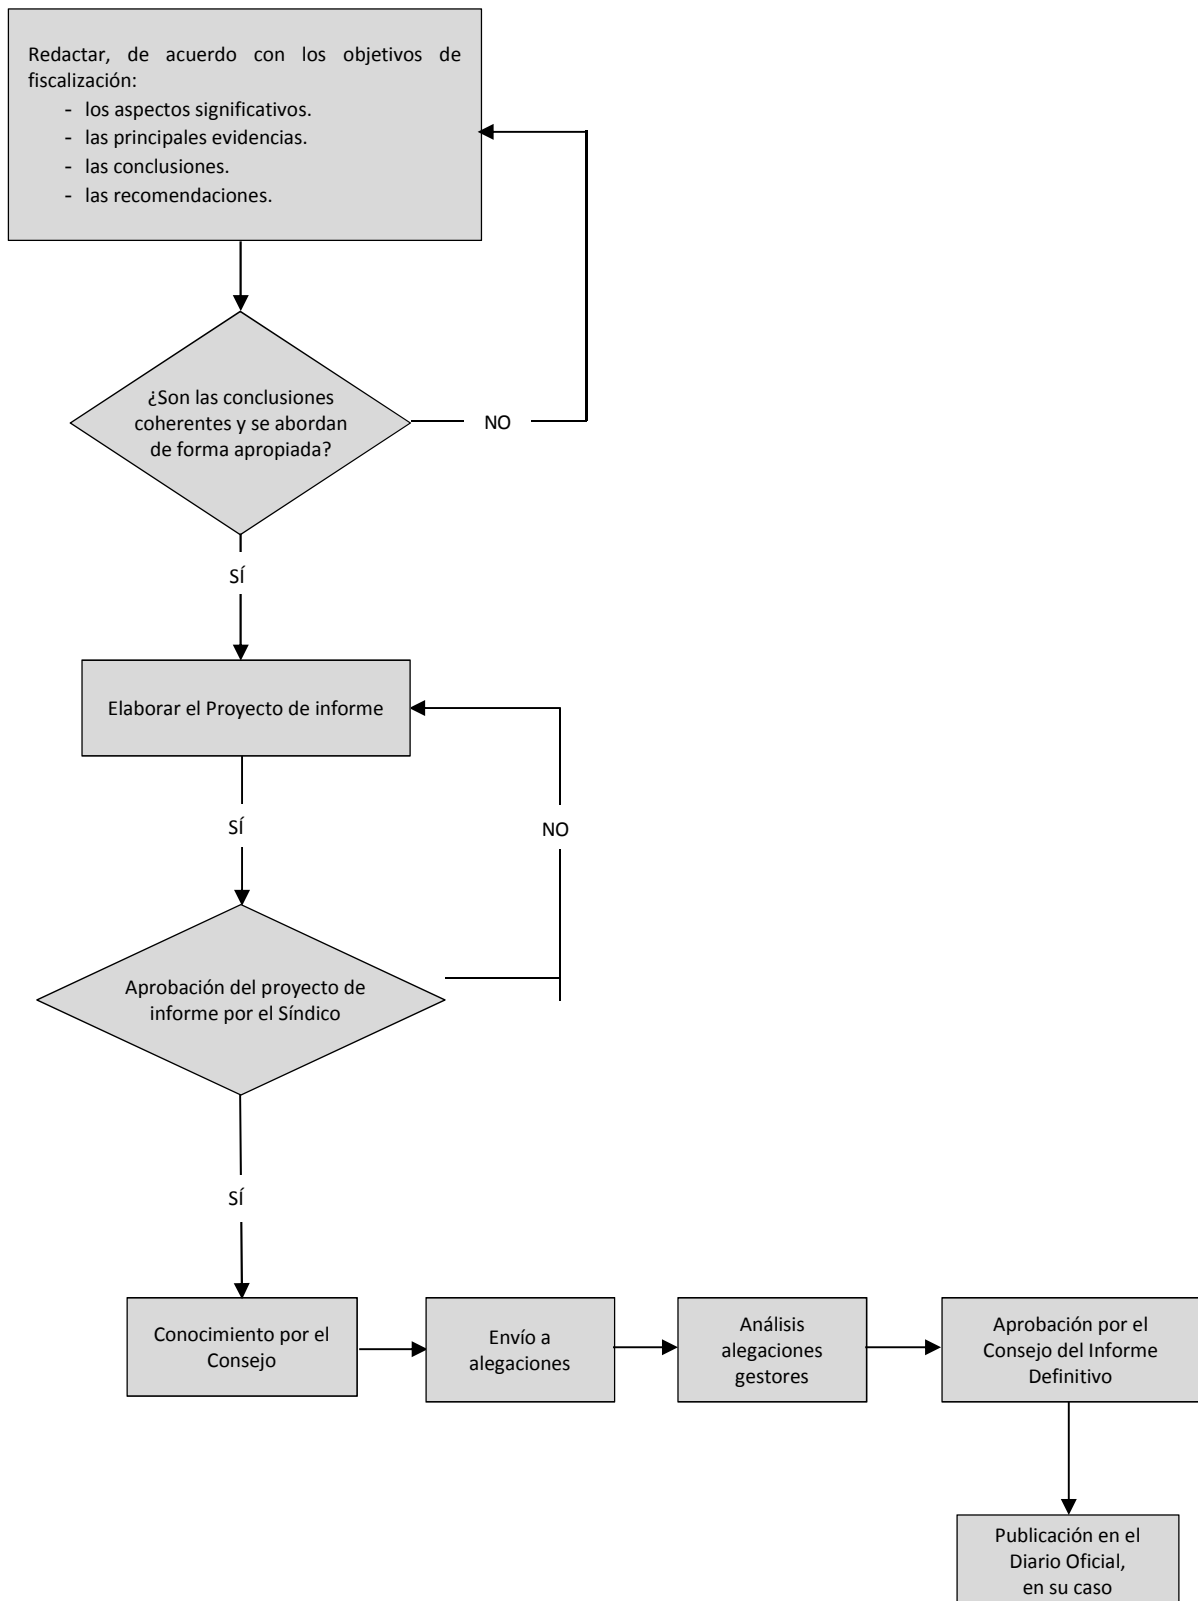 Redactar, de acuerdo con los objetivos de
fiscalización:
- los aspectos significativos.
- las principales evidencias.
- las conclusiones.
- las recomendaciones.
¿Son las conclusiones
coherentes y se abordan
de forma apropiada?
NO
SÍ
Elaborar el Proyecto de informe
SÍ
NO
Aprobación del proyecto de
informe por el Síndico
SÍ
Conocimiento por el
Consejo
Envío a
alegaciones
Análisis
alegaciones
gestores
Aprobación por el
Consejo del Informe
Definitivo
Publicación en el
Diario Oficial,
en su caso